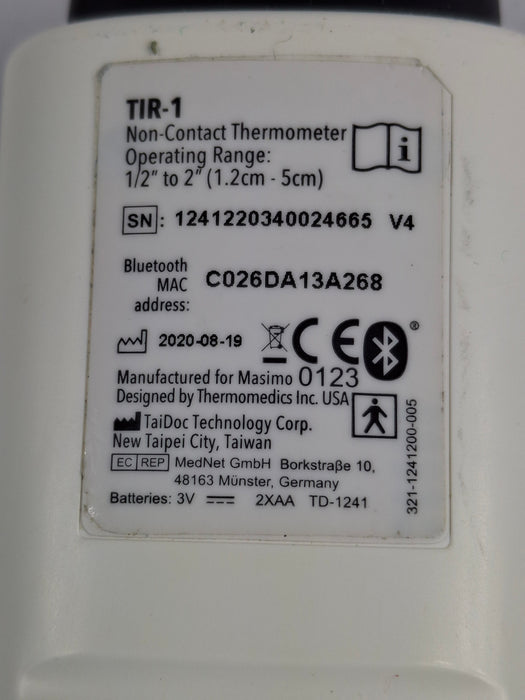 TIR-1
Non-Contact Thermometer
Operating Range:
1/2" to 2" (1.2cm - 5cm)
SN: 1241220340024665 V4
Bluetooth
MAC
address:
C026DA13A268
2020-08-19 CE ®
Manufactured for Masimo 0123
Designed by Thermomedics Inc. USA
TaiDoc Technology Corp.
New Taipei City, Taiwan
EC REP MedNet GmbH Borkstraße 10,
48163 Münster, Germany
Batteries: 3V 2XAA TD-1241
321-1241200-005